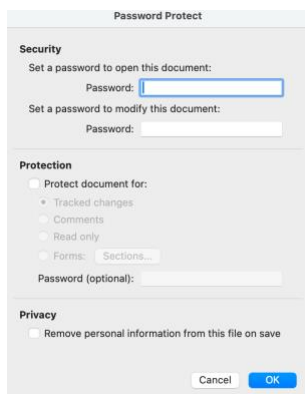 Password Protect
Security
Set a password to open this document:
Password:
Set a password to modify this document:
Password:
Protection
Protect document for:
Tracked changes
Comments
Read only
Forms: Sections...
Password (optional):
Privacy
Remove personal information from this file on save
Cancel OK